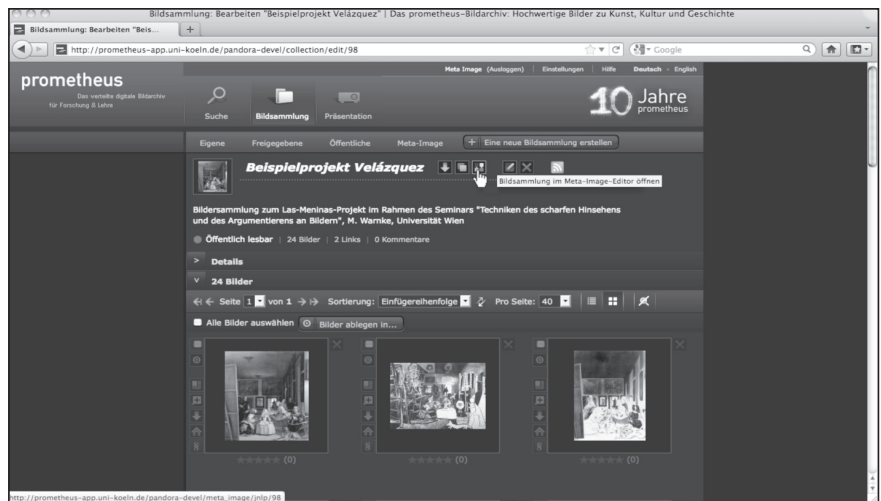 Bildsammlung: Bearbeiten "Beispielprojekt Velázquez" | Das prometheus-Bildarchiv: Hochwertige Bilder zu Kunst, Kultur und Geschichte
Bildsammlung: Bearbeiten "Beis... +
http://prometheus-app.uni-koeln.de/pandora-devel/collection/edit/98 Google
Meta Image (Ausloggen) | Einstellungen | Hilfe Deutsch - English
prometheus
Das verteilte digitale Bildarchiv
für Forschung & Lehre
Suche Bildsammlung Präsentation
10 Jahre
prometheus
Eigene Freigegebene Öffentliche Meta-Image + Eine neue Bildsammlung erstellen
Beispielprojekt Velázquez
Bildsammlung im Meta-Image-Editor öffnen
Bildersammlung zum Las-Meninas-Projekt im Rahmen des Seminars "Techniken des scharfen Hinsehens
und des Argumentierens an Bildern", M. Warnke, Universität Wien
Öffentlich lesbar | 24 Bilder | 2 Links | 0 Kommentare
> Details
v 24 Bilder
Seite 1 von 1 Sortierung: Einfügereihenfolge Pro Seite: 40
Alle Bilder auswählen Bilder ablegen in...
(0) (0) (0)
http://prometheus-app.uni-koeln.de/pandora-devel/meta_image/jnlp/98